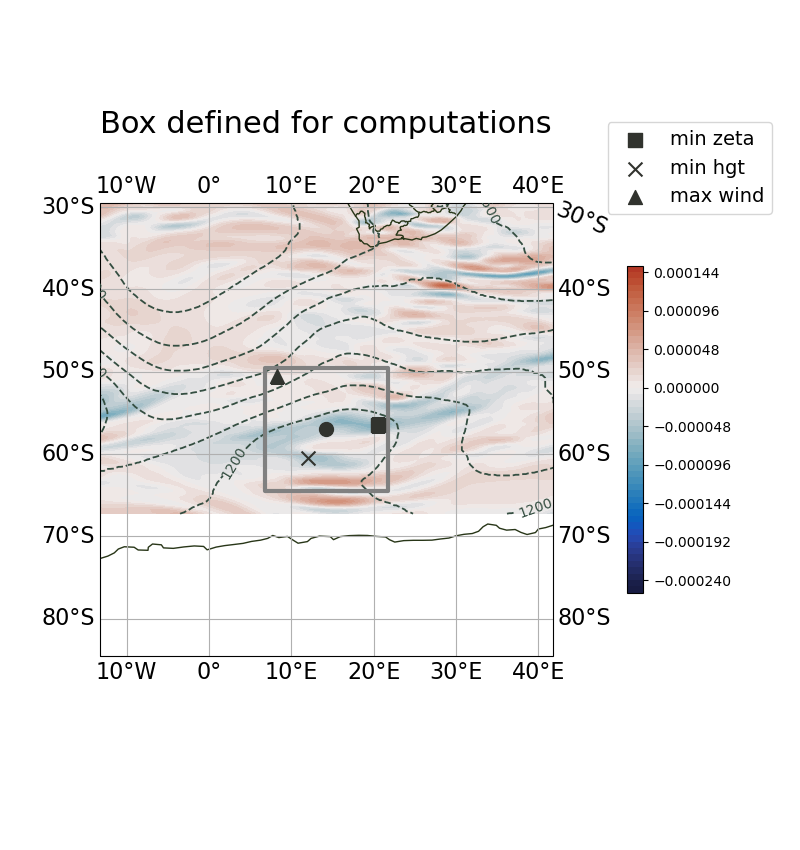 Box defined for computations
min zeta
min hgt
max wind
10°W 0° 10°E 20°E 30°E 40°E
30°S 30°S
40°S 40°S
50°S 50°S
60°S 60°S
70°S 70°S
80°S 80°S
10°W 0° 10°E 20°E 30°E 40°E
1200
1200
0.000144
0.000096
0.000048
0.000000
−0.000048
−0.000096
−0.000144
−0.000192
−0.000240